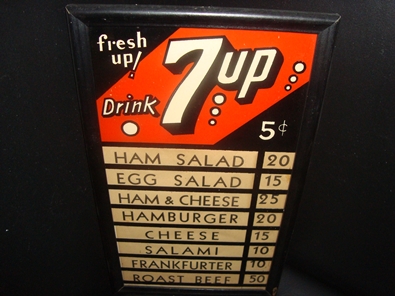 fresh
up!
7up
Drink
5¢
HAM SALAD 20
EGG SALAD 15
HAM & CHEESE 25
HAMBURGER 20
CHEESE 15
SALAMI 10
FRANKFURTER 10
ROAST BEEF 50